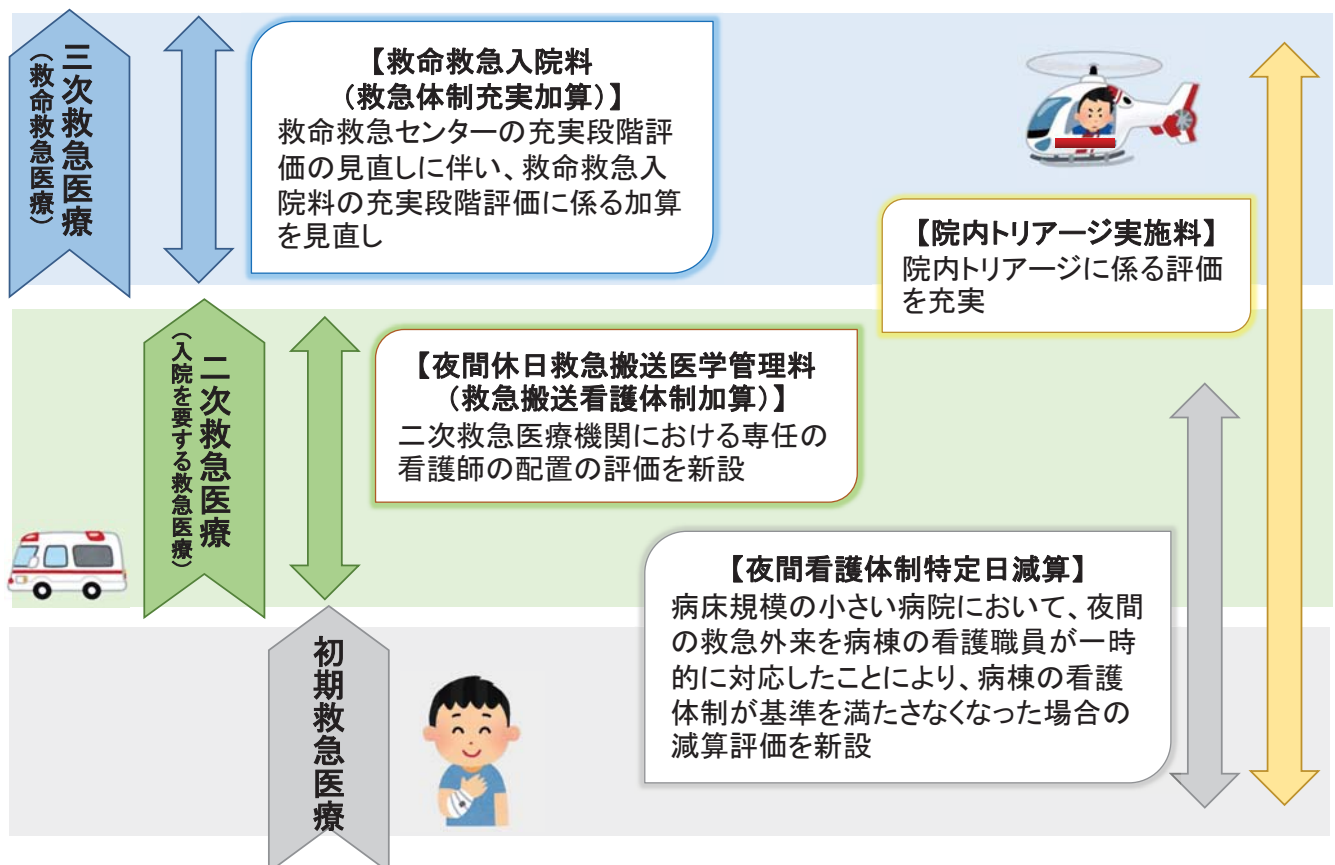 三次救急医療
（救命救急医療）
【救命救急入院料
（救急体制充実加算）】
救命救急センターの充実段階評
価の見直しに伴い、救命救急入
院料の充実段階評価に係る加算
を見直し
【院内トリアージ実施料】
院内トリアージに係る評価
を充実
二次救急医療
（入院を要する救急医療）
【夜間休日救急搬送医学管理料
（救急搬送看護体制加算）】
二次救急医療機関における専任の
看護師の配置の評価を新設
【夜間看護体制特定日減算】
病床規模の小さい病院において、夜間
の救急外来を病棟の看護職員が一時
的に対応したことにより、病棟の看護
体制が基準を満たさなくなった場合の
減算評価を新設
初期救急医療